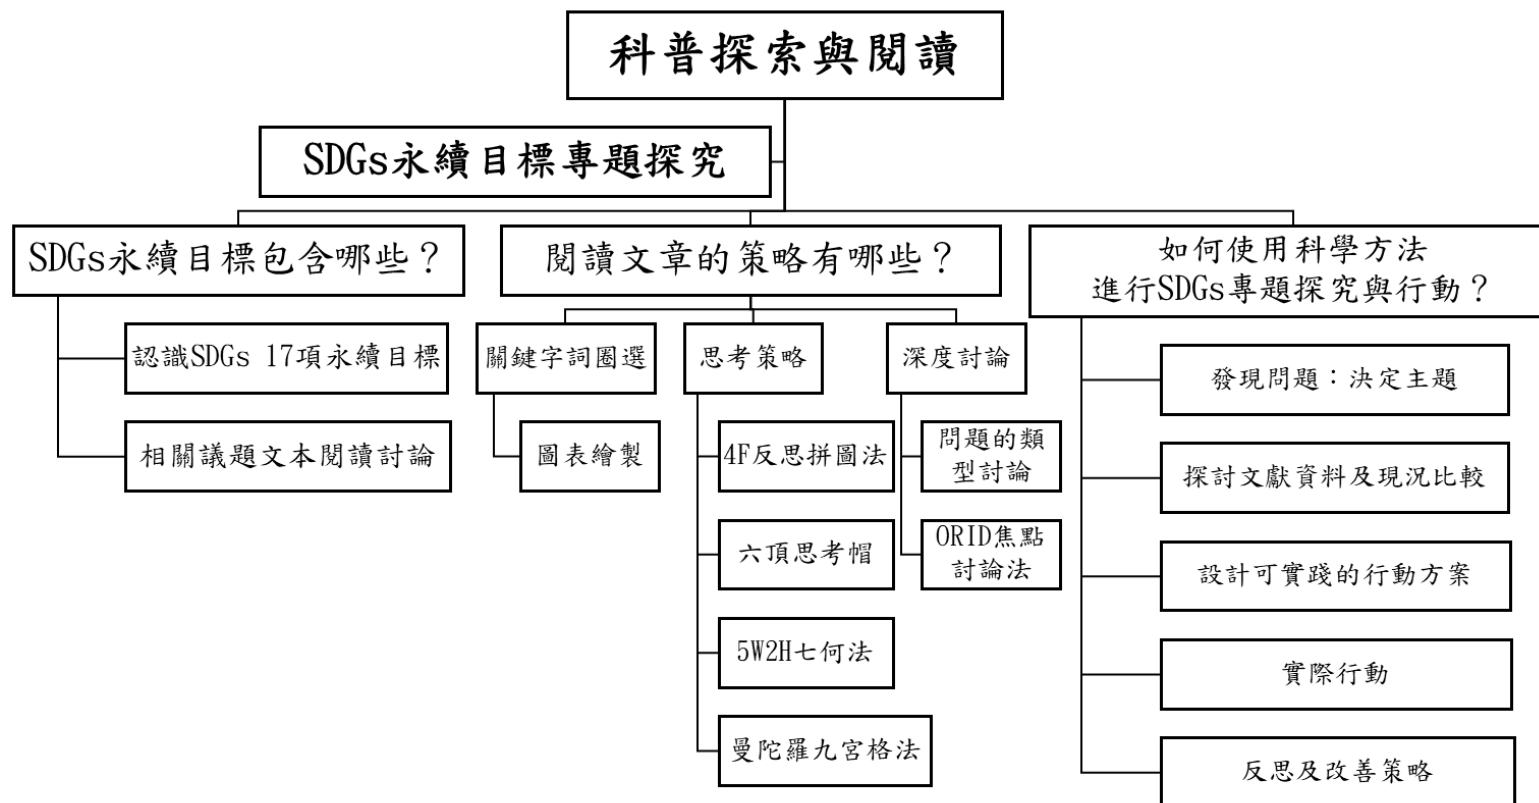 科普探索與閱讀
SDGs永續目標專題探究
SDGs永續目標包含哪些？
認識SDGs 17項永續目標
相關議題文本閱讀討論
閱讀文章的策略有哪些？
關鍵字詞圈選
圖表繪製
思考策略
4F反思拼圖法
六頂思考帽
5W2H七何法
曼陀羅九宮格法
深度討論
問題的類
型討論
ORID焦點
討論法
如何使用科學方法
進行SDGs專題探究與行動？
發現問題：決定主題
探討文獻資料及現況比較
設計可實踐的行動方案
實際行動
反思及改善策略